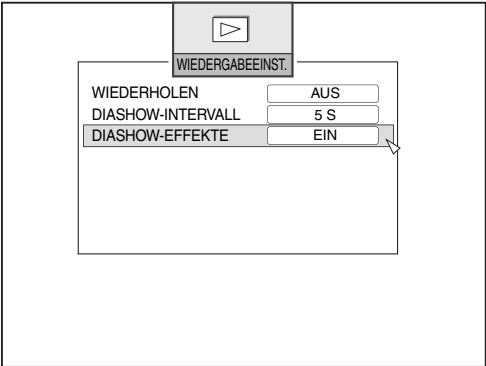 WIEDERGABEEINST.
WIEDERHOLEN AUS
DIASHOW-INTERVALL 5 S
DIASHOW-EFFEKTE EIN